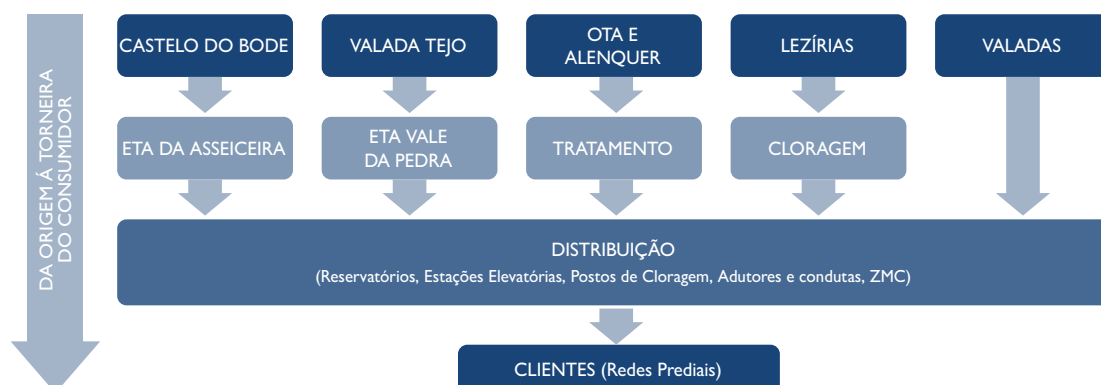 DA ORIGEM Á TORNEIRA
DO CONSUMIDOR
CASTELO DO BODE
VALADA TEJO
OTA E
ALENQUER
LEZÍRIAS
VALADAS
ETA DA ASSEICEIRA
ETA VALE
DA PEDRA
TRATAMENTO
CLORAGEM
DISTRIBUIÇÃO
(Reservatórios, Estações Elevatórias, Postos de Cloragem, Adutores e condutas, ZMC)
CLIENTES (Redes Prediais)